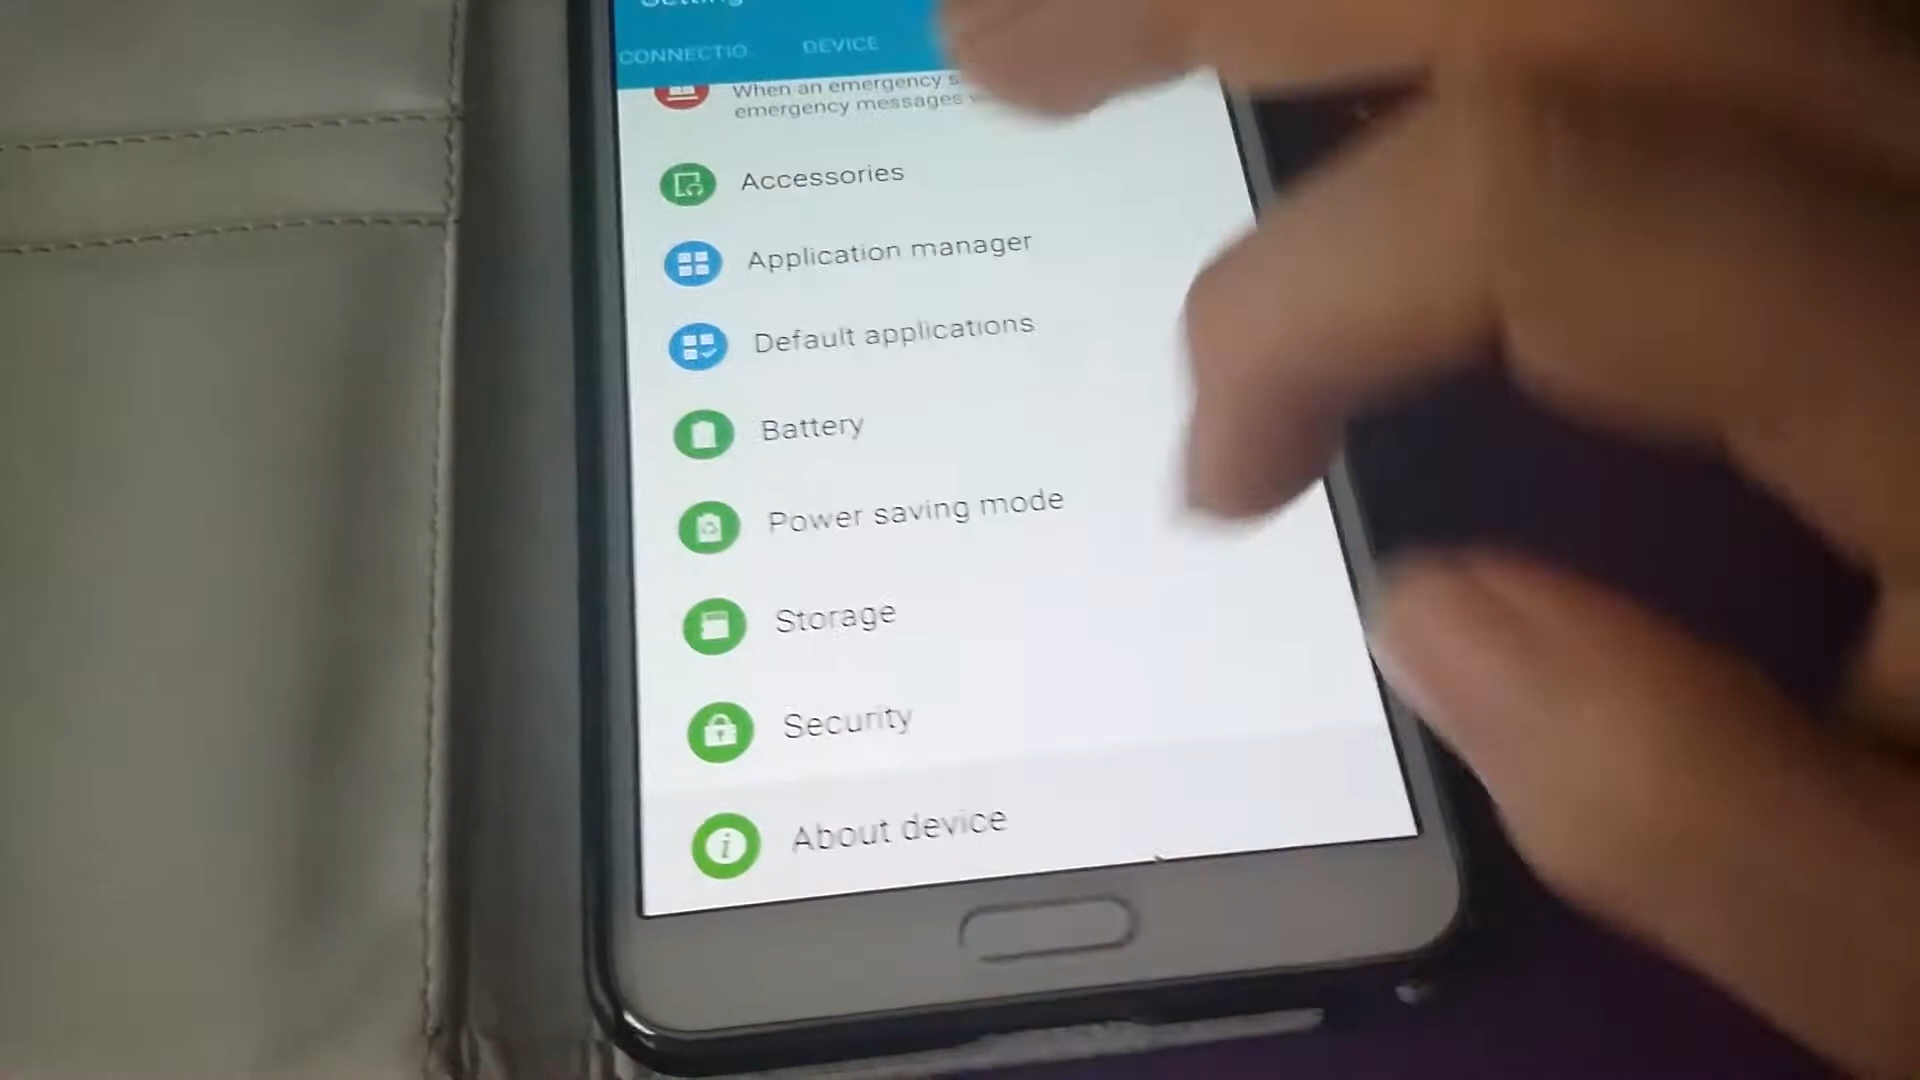 Setting
CONNECTIO DEVICE
When an emergency s
emergency messages
Accessories
Application manager
Default applications
Battery
Power saving mode
Storage
Security
About device